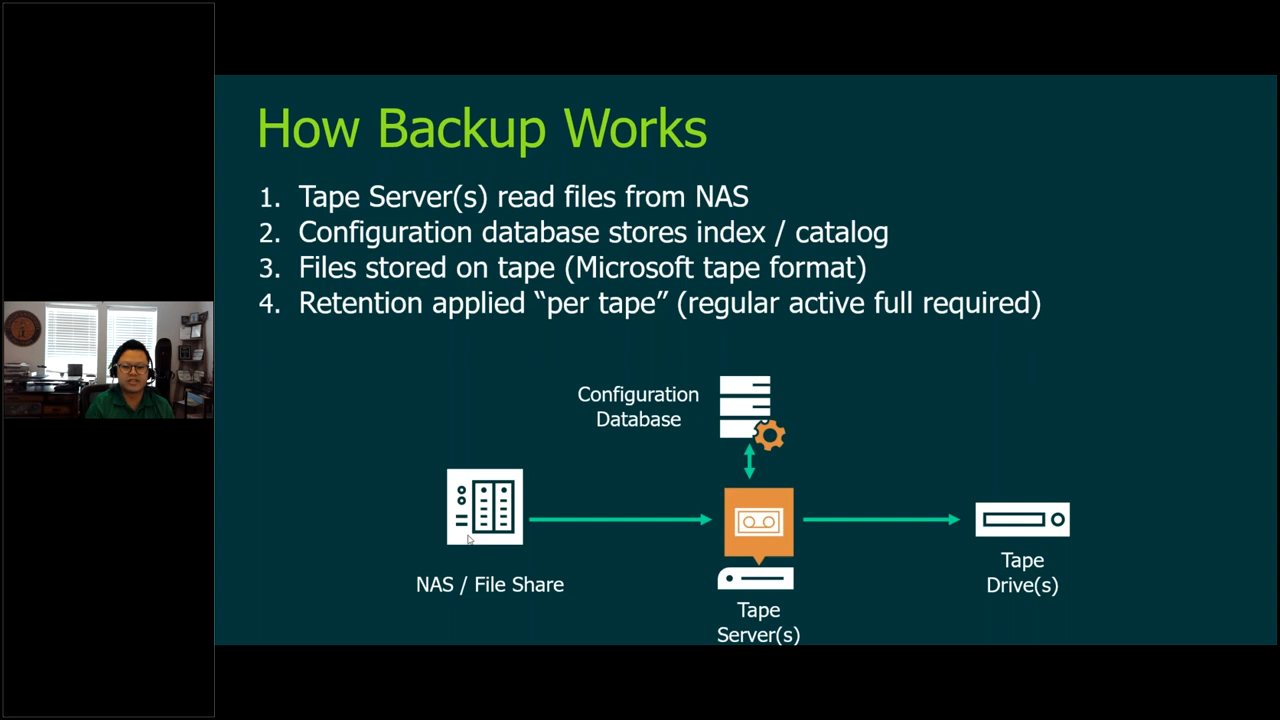 How Backup Works
1. Tape Server(s) read files from NAS
2. Configuration database stores index / catalog
3. Files stored on tape (Microsoft tape format)
4. Retention applied “per tape” (regular active full required)
Configuration
Database
NAS / File Share
Tape
Server(s)
Tape
Drive(s)